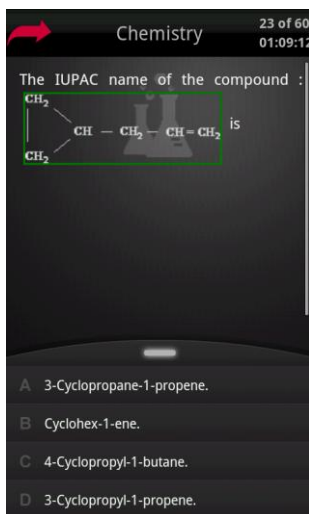 Chemistry
23 of 60
01:09:12
The IUPAC name of the compound :
CH₂
CH — CH₂ — CH = CH₂ is
CH₂
A 3-Cyclopropane-1-propene.
B Cyclohex-1-ene.
C 4-Cyclopropyl-1-butane.
D 3-Cyclopropyl-1-propene.